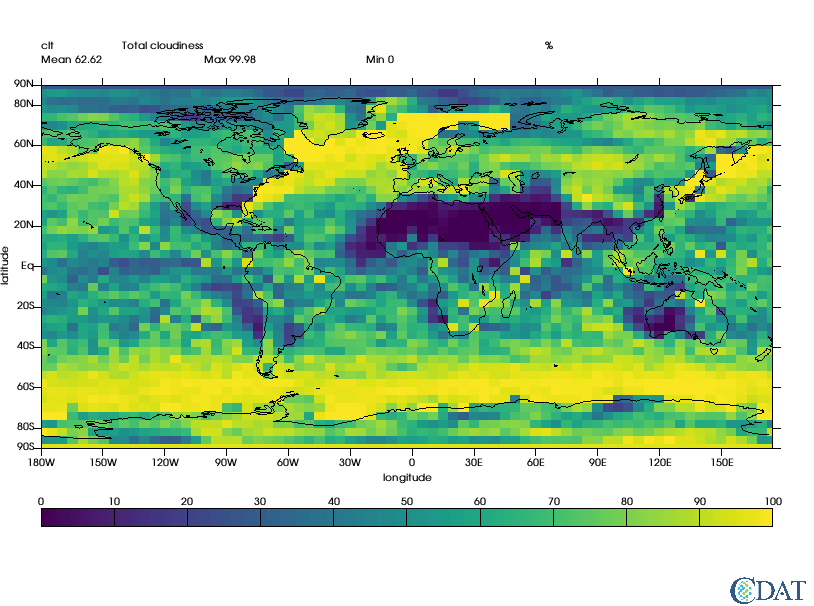 clt Total cloudiness %
Mean 62.62 Max 99.98 Min 0
90N
80N
60N
40N
20N
Eq
20S
40S
60S
80S
90S
latitude
180W 150W 120W 90W 60W 30W 0 30E 60E 90E 120E 150E
longitude
0 10 20 30 40 50 60 70 80 90 100
CDAT